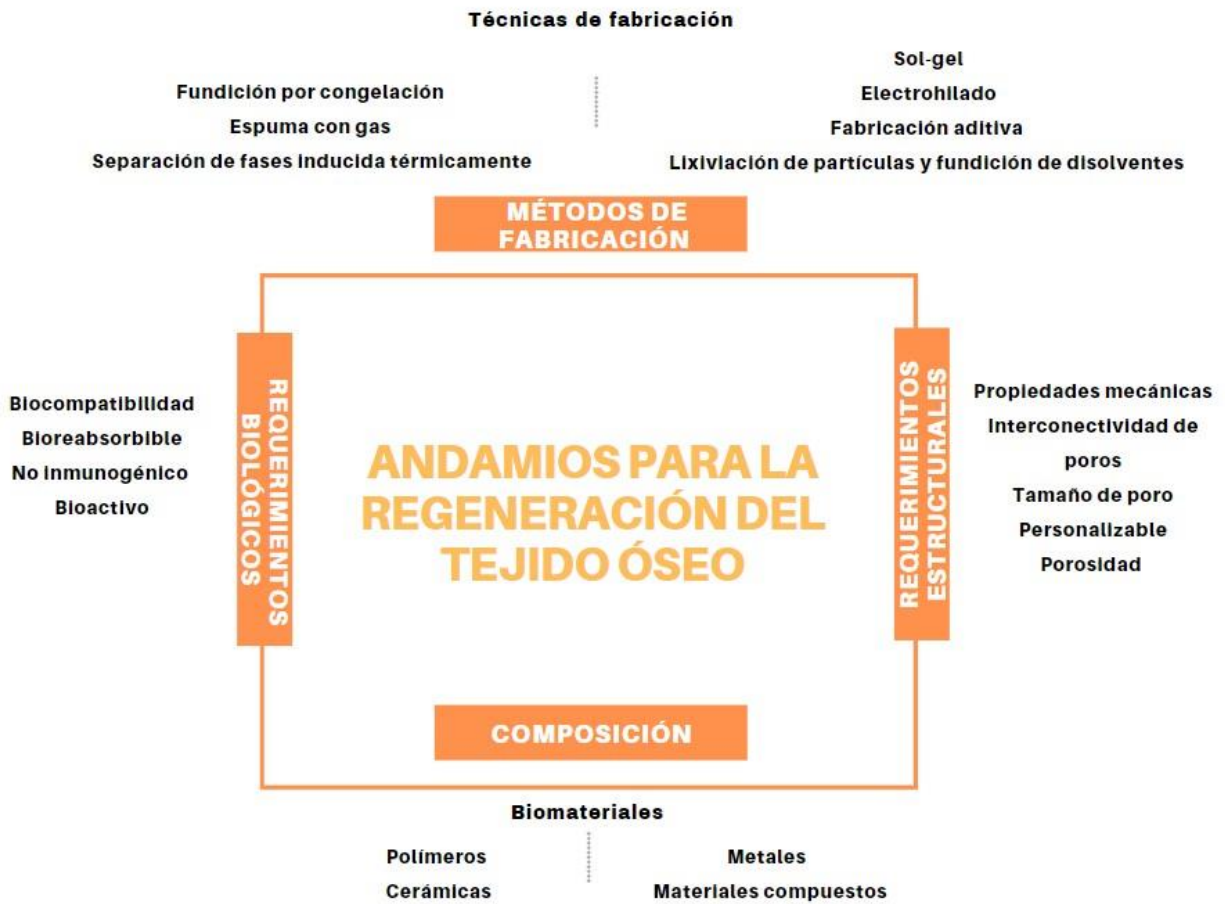 Técnicas de fabricación
Fundición por congelación
Espuma con gas
Separación de fases inducida térmicamente
Sol-gel
Electrohilado
Fabricación aditiva
Lixiviación de partículas y fundición de disolventes
MÉTODOS DE
FABRICACIÓN
Biocompatibilidad
Bioreabsorbible
No inmunogénico
Bioactivo
REQUERIMIENTOS
BIOLÓGICOS
ANDAMIOS PARA LA
REGENERACIÓN DEL
TEJIDO ÓSEO
REQUERIMIENTOS
ESTRUCTURALES
Propiedades mecánicas
Interconectividad de
poros
Tamaño de poro
Personalizable
Porosidad
COMPOSICIÓN
Biomateriales
Polímeros
Cerámicas
Metales
Materiales compuestos